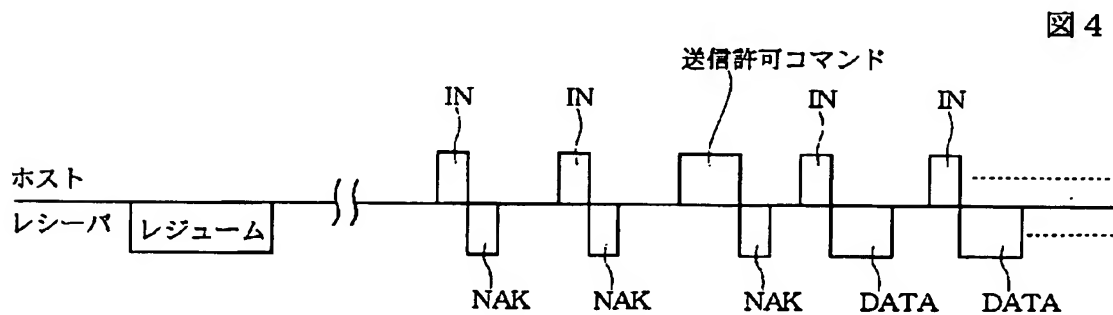 図4
送信許可コマンド
IN IN IN IN
ホスト
レシーバ レジューム
NAK NAK NAK DATA DATA